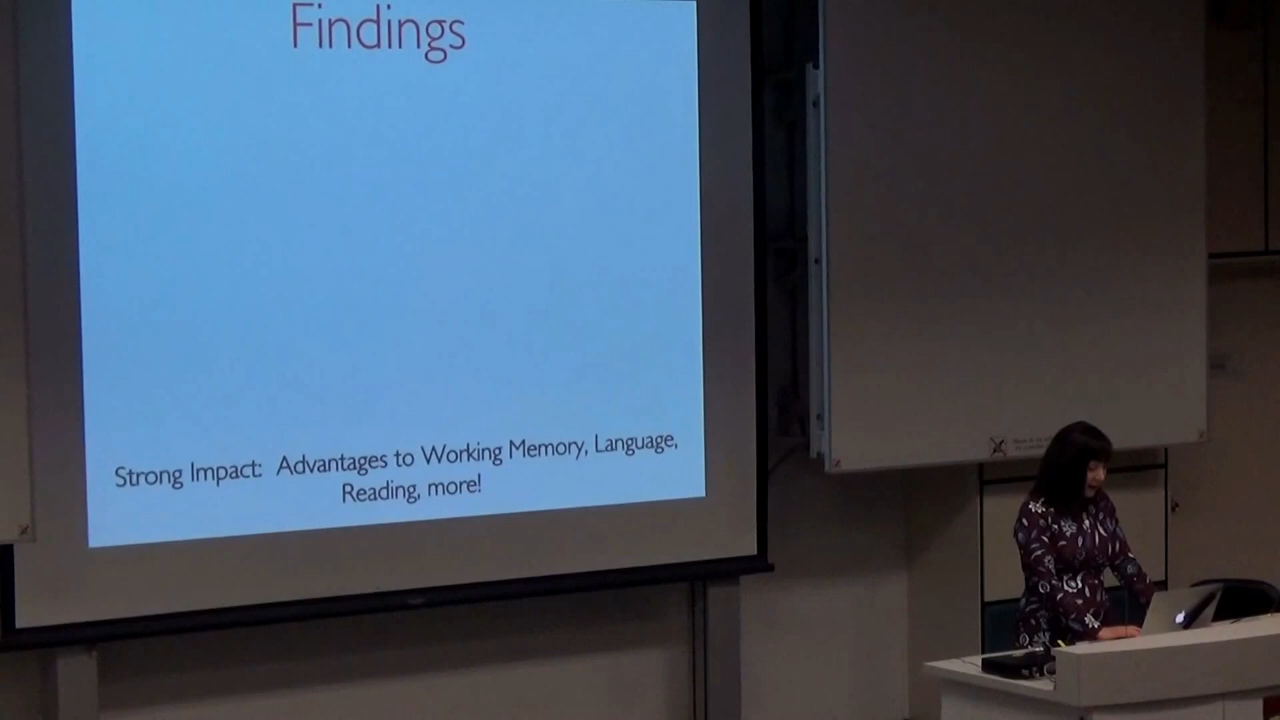 Findings
Strong Impact: Advantages to Working Memory, Language,
Reading, more!